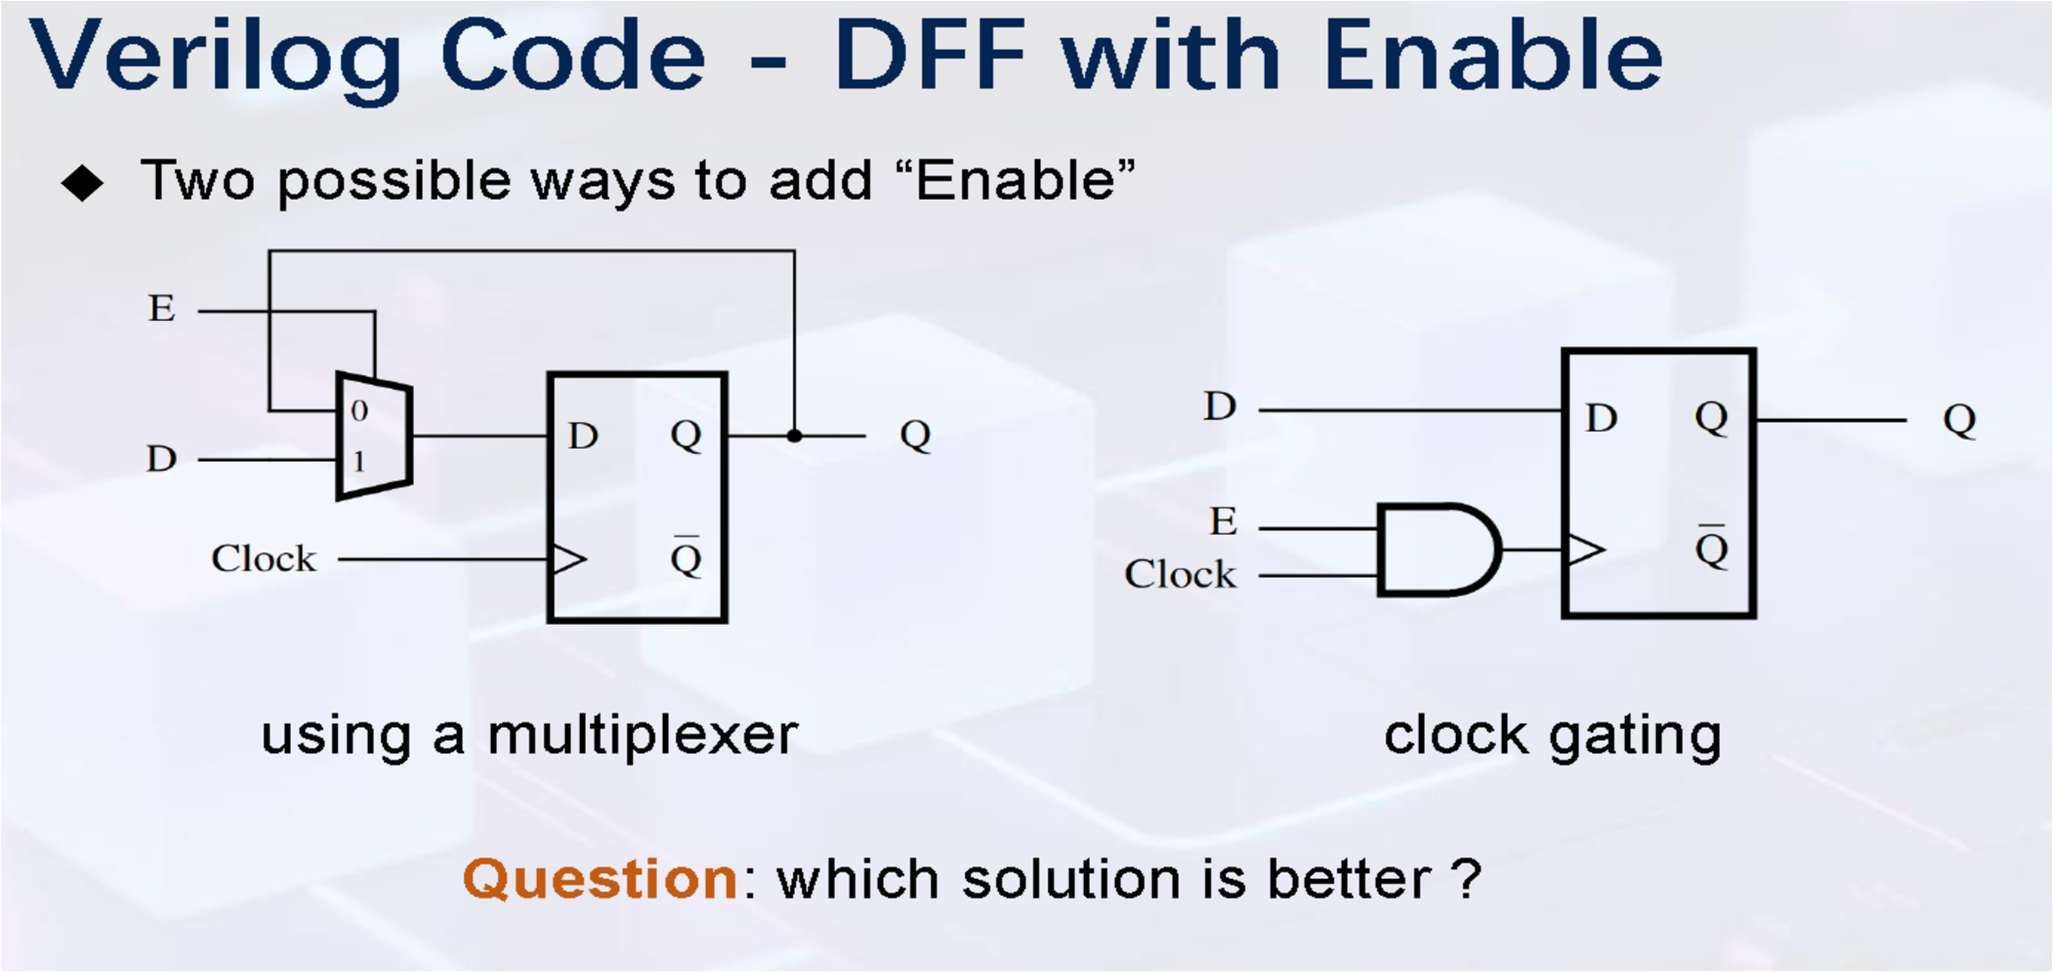 Verilog Code - DFF with Enable
◆ Two possible ways to add “Enable”
E
0
D
1
D Q
Q
Clock
Q̅
D
D Q
Q
E
Clock
Q̅
using a multiplexer
clock gating
Question: which solution is better ?